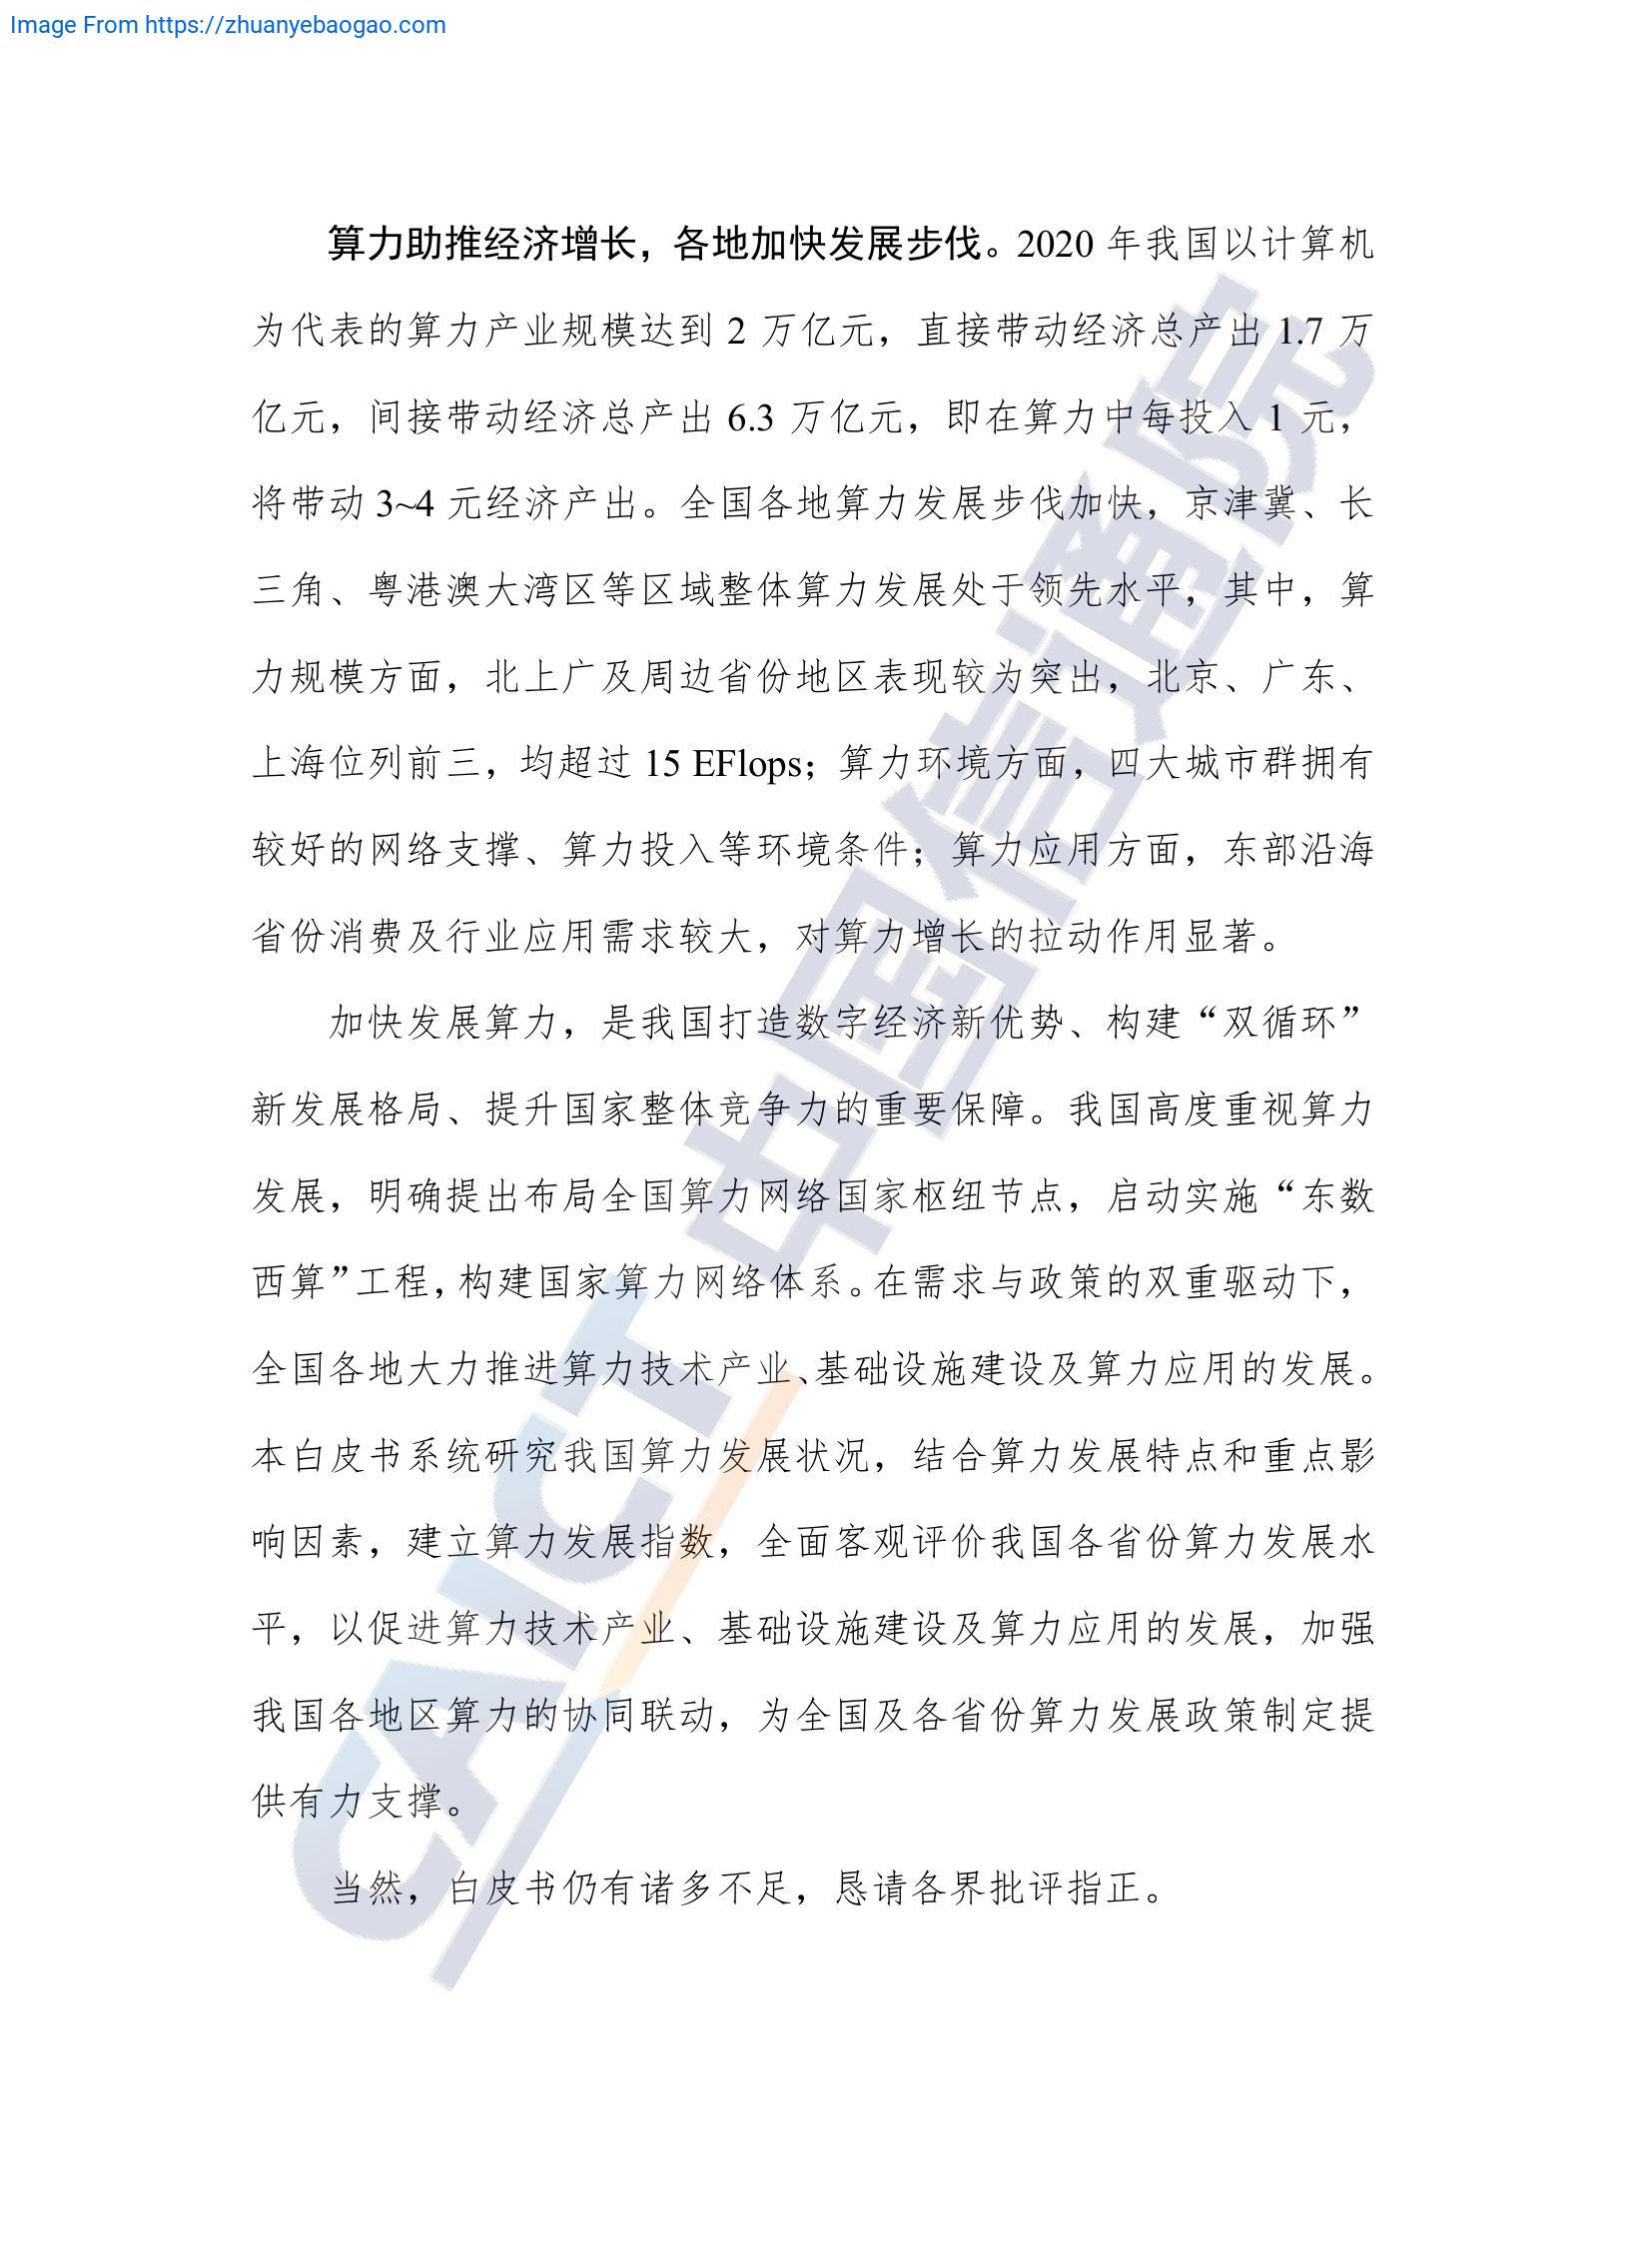 Image From https://zhuanyebaogao.com
算力助推经济增长，各地加快发展步伐。2020 年我国以计算机
为代表的算力产业规模达到 2 万亿元，直接带动经济总产出 1.7 万
亿元，间接带动经济总产出 6.3 万亿元，即在算力中每投入 1 元，
将带动 3~4 元经济产出。全国各地算力发展步伐加快，京津冀、长
三角、粤港澳大湾区等区域整体算力发展处于领先水平，其中，算
力规模方面，北上广及周边省份地区表现较为突出，北京、广东、
上海位列前三，均超过 15 EFlops；算力环境方面，四大城市群拥有
较好的网络支撑、算力投入等环境条件；算力应用方面，东部沿海
省份消费及行业应用需求较大，对算力增长的拉动作用显著。
加快发展算力，是我国打造数字经济新优势、构建“双循环”
新发展格局、提升国家整体竞争力的重要保障。我国高度重视算力
发展，明确提出布局全国算力网络国家枢纽节点，启动实施“东数
西算”工程，构建国家算力网络体系。在需求与政策的双重驱动下，
全国各地大力推进算力技术产业、基础设施建设及算力应用的发展。
本白皮书系统研究我国算力发展状况，结合算力发展特点和重点影
响因素，建立算力发展指数，全面客观评价我国各省份算力发展水
平，以促进算力技术产业、基础设施建设及算力应用的发展，加强
我国各地区算力的协同联动，为全国及各省份算力发展政策制定提
供有力支撑。
当然，白皮书仍有诸多不足，恳请各界批评指正。
CAICT 中国信通院